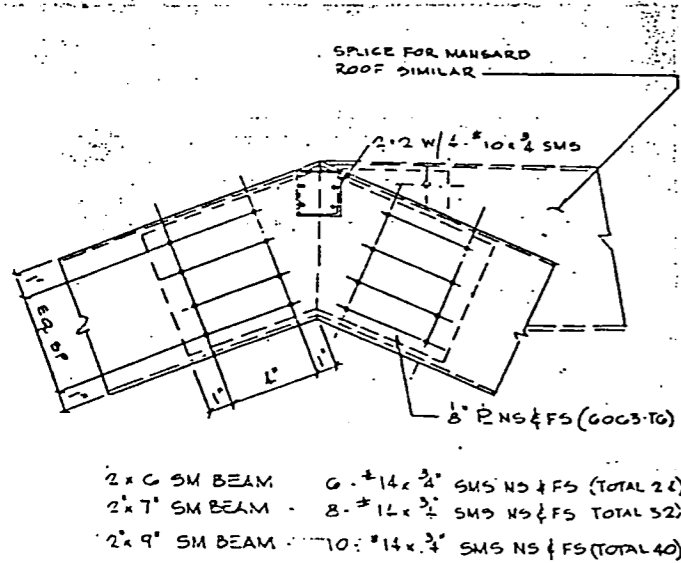 SPLICE FOR MANSARD
ROOF SIMILAR
2×2 W/ 4-#10 x 3/4 SMS
1"
EQ SP
1"
1"
4"
1"
1/8" PL NS & FS (6063-T6)
2 x 6 SM BEAM 6-#14 x 3/4" SMS NS & FS (TOTAL 24)
2"x 7" SM BEAM - 8-#14 x 3/4 SMS NS & FS TOTAL 32)
2"x 9" SM BEAM - 10-#14 x 3/4" SMS NS & FS (TOTAL 40)